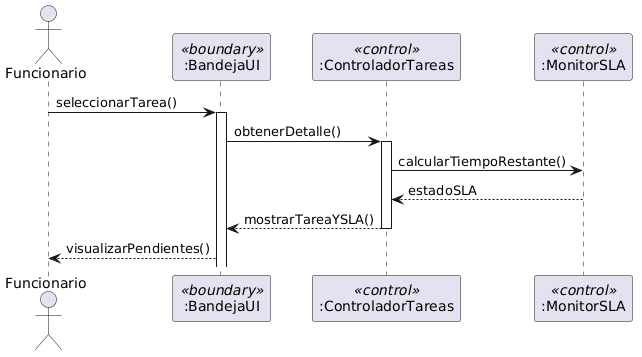 Funcionario
«boundary»
:BandejaUI
«control»
:ControladorTareas
«control»
:MonitorSLA
seleccionarTarea()
obtenerDetalle()
calcularTiempoRestante()
estadoSLA
mostrarTareaYSLA()
visualizarPendientes()
Funcionario
«boundary»
:BandejaUI
«control»
:ControladorTareas
«control»
:MonitorSLA